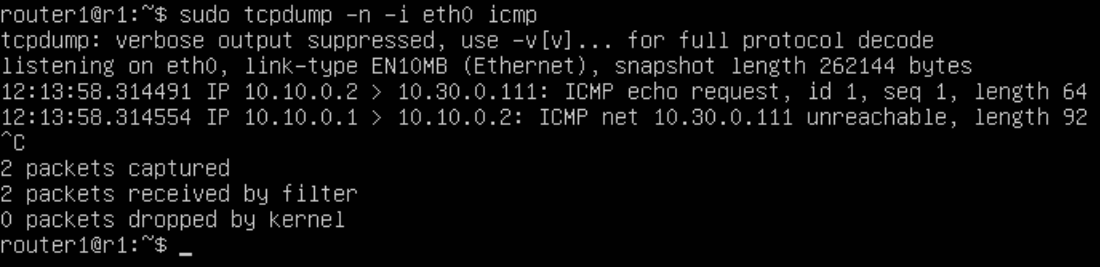 router1@r1:~$ sudo tcpdump -n -i eth0 icmp
tcpdump: verbose output suppressed, use -v[v]... for full protocol decode
listening on eth0, link-type EN10MB (Ethernet), snapshot length 262144 bytes
12:13:58.314491 IP 10.10.0.2 > 10.30.0.111: ICMP echo request, id 1, seq 1, length 64
12:13:58.314554 IP 10.10.0.1 > 10.10.0.2: ICMP net 10.30.0.111 unreachable, length 92
^C
2 packets captured
2 packets received by filter
0 packets dropped by kernel
router1@r1:~$ _